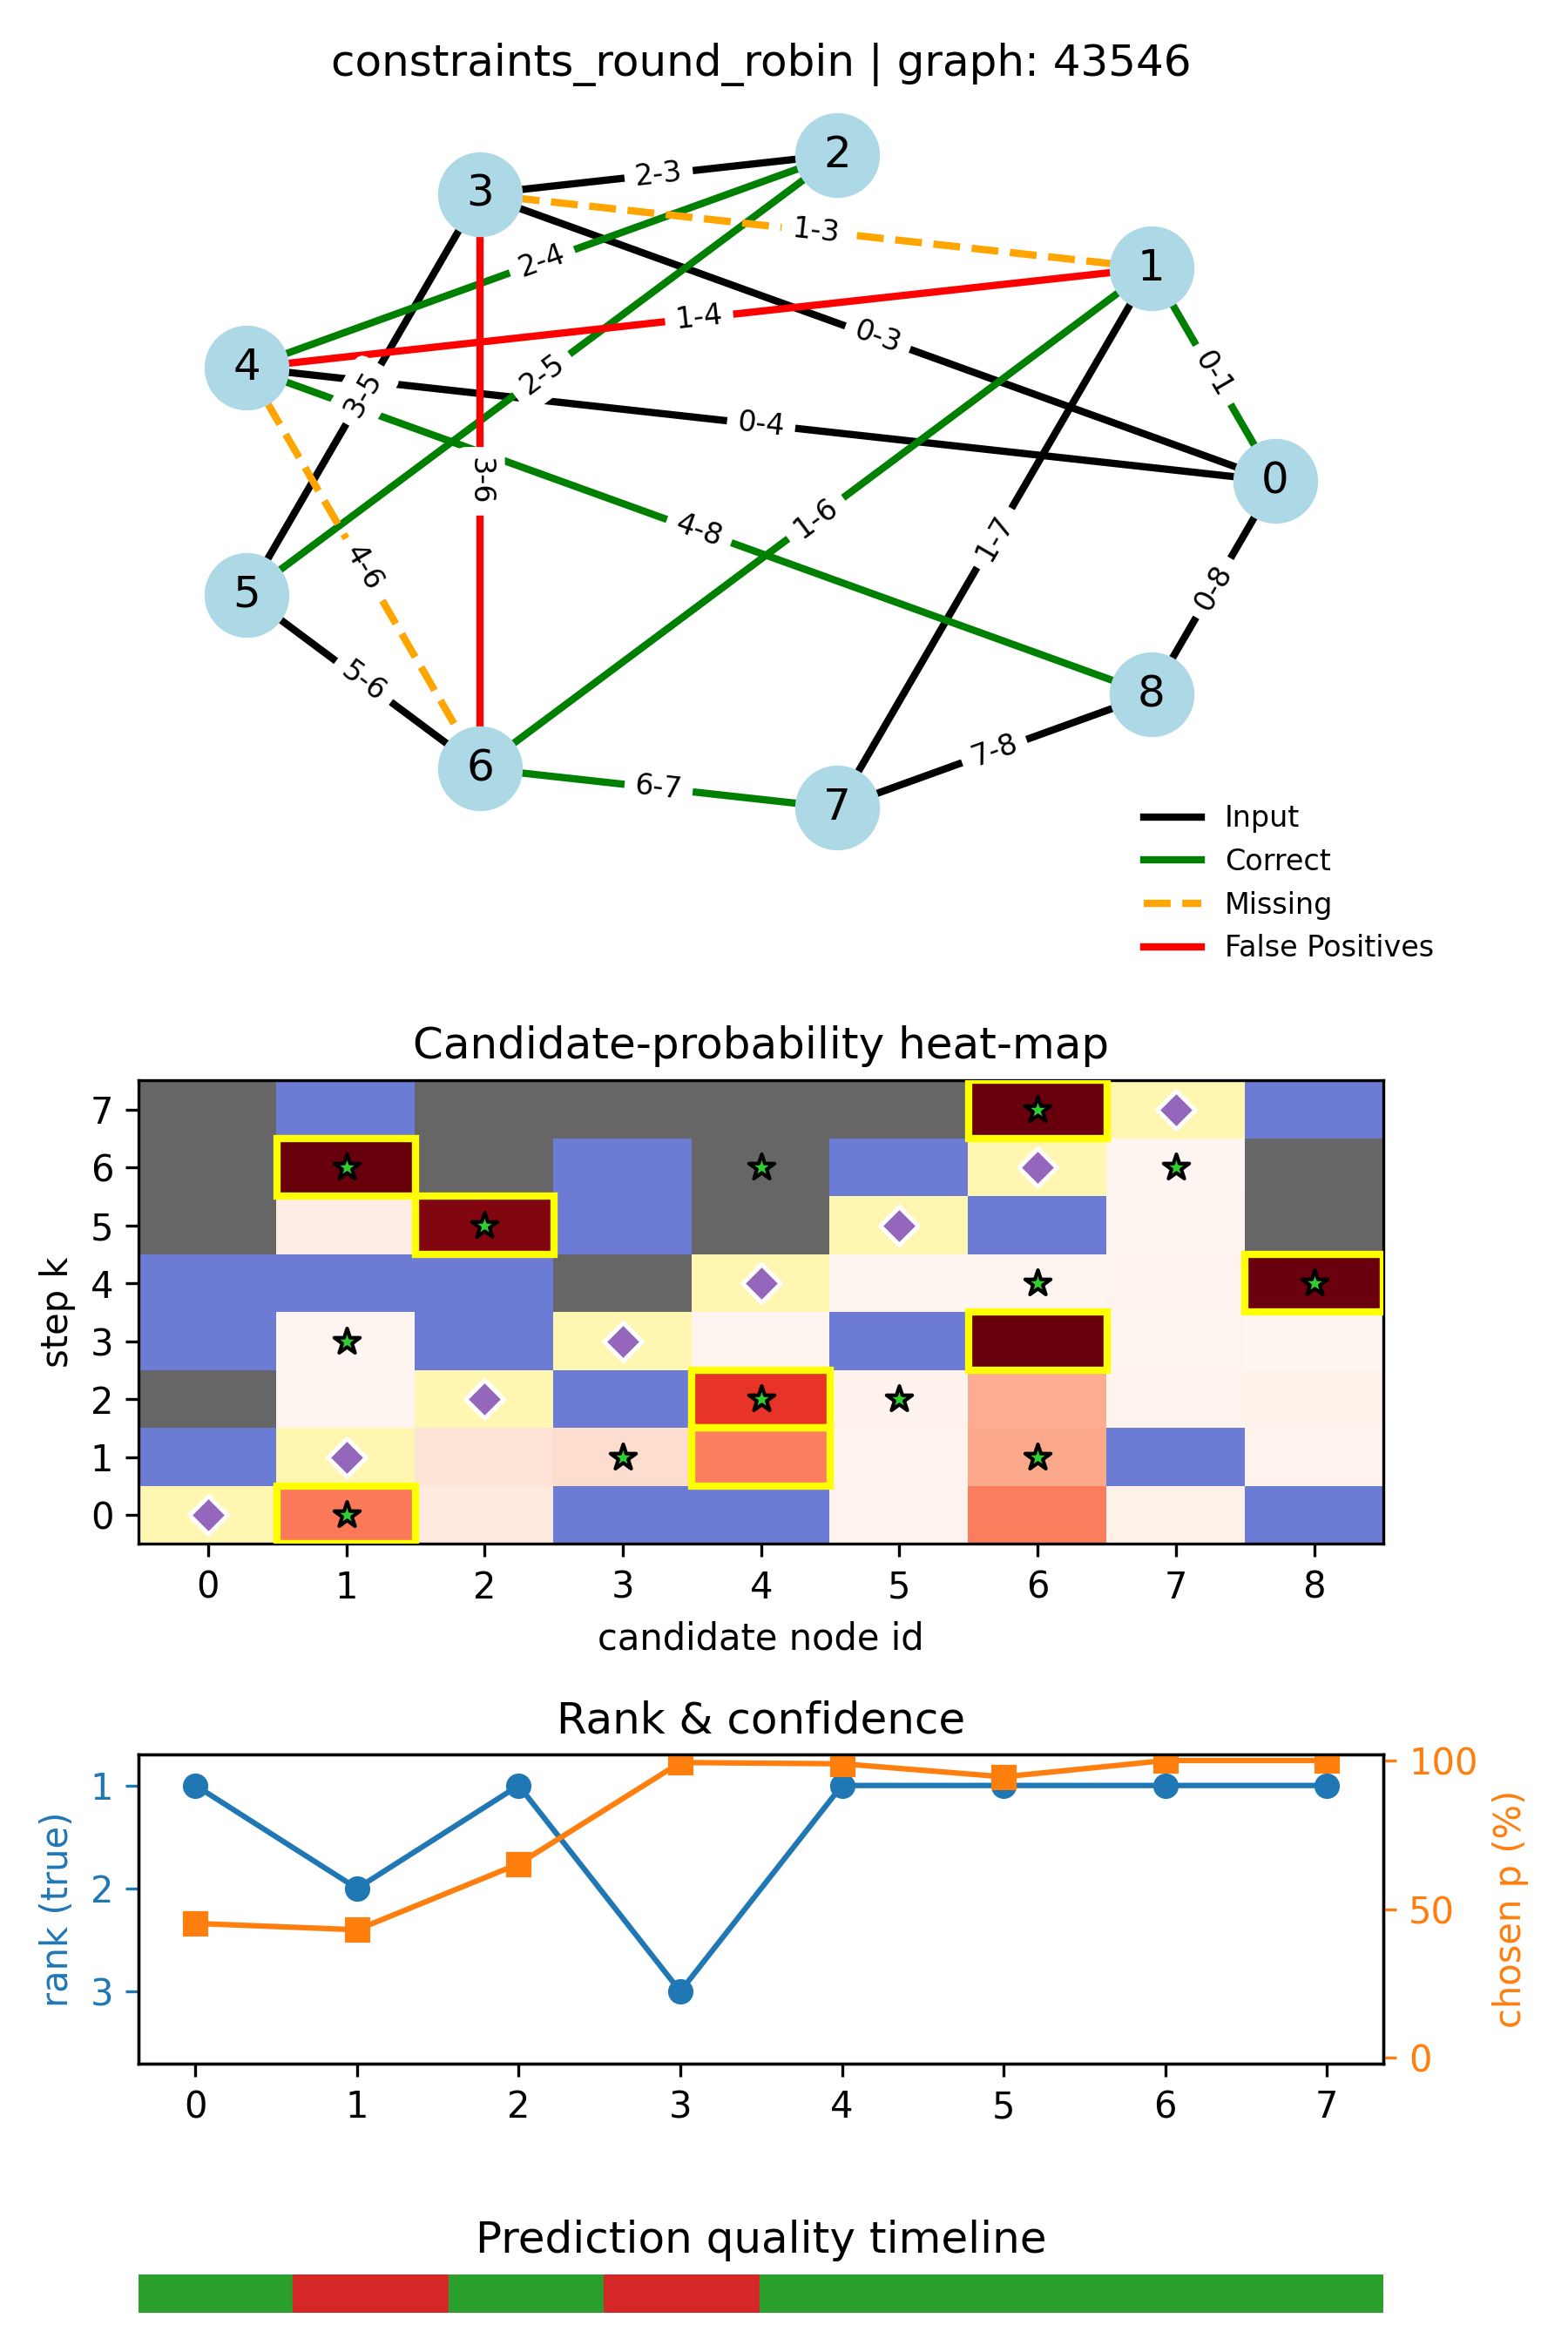 constraints_round_robin | graph: 43546
2
3
2-3
1-3
1
2-4
1-4
0-3
4
0-1
3-5
2-5
0-4
3-6
0
4-8
1-6
1-7
4-6
0-8
5
5-6
8
7-8
6
6-7
7
Input
Correct
Missing
False Positives
Candidate-probability heat-map
7
6
5
4
3
2
1
0
step k
0 1 2 3 4 5 6 7 8
candidate node id
Rank & confidence
1
2
3
rank (true)
100
50
0
chosen p (%)
0 1 2 3 4 5 6 7
Prediction quality timeline